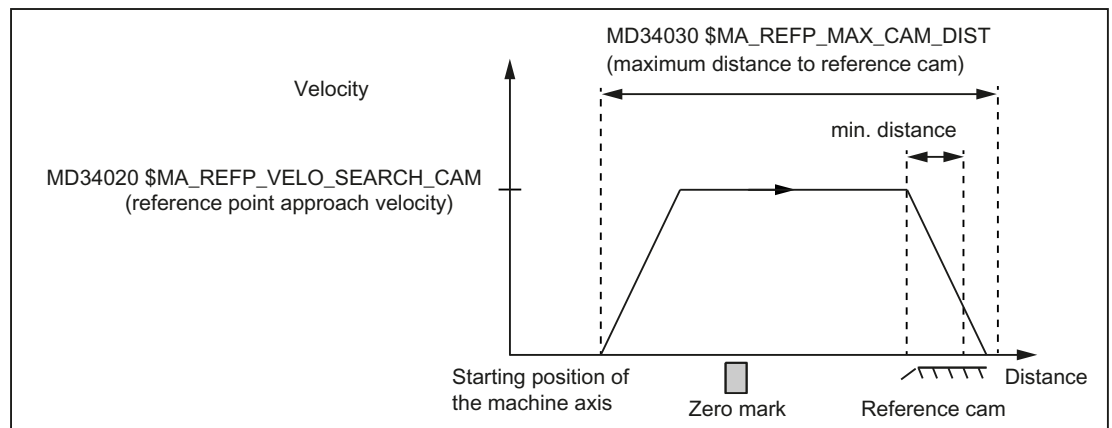 MD34030 $MA_REFP_MAX_CAM_DIST
(maximum distance to reference cam)
Velocity
min. distance
MD34020 $MA_REFP_VELO_SEARCH_CAM
(reference point approach velocity)
Starting position of
the machine axis
Zero mark
Reference cam
Distance